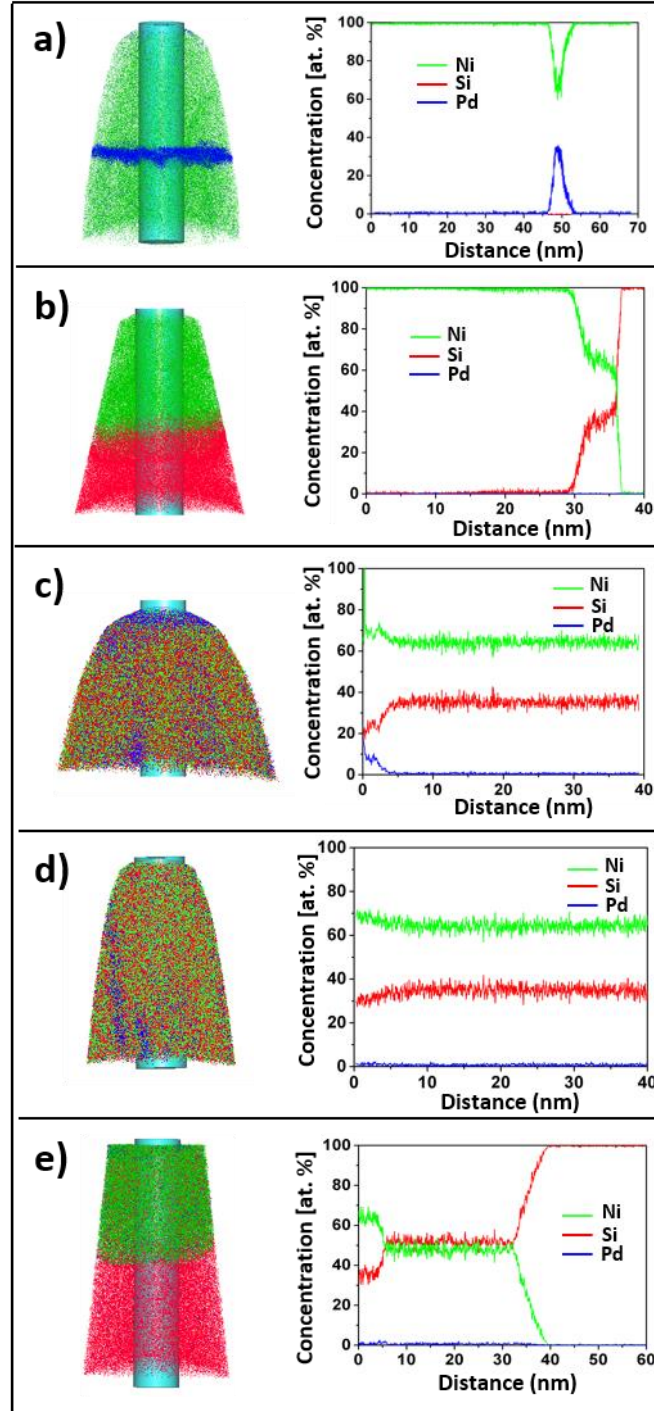 a)
Concentration [at. %]
100
80
60
40
20
0
Ni
Si
Pd
0 10 20 30 40 50 60 70
Distance (nm)
b)
Concentration [at. %]
100
80
60
40
20
0
Ni
Si
Pd
0 10 20 30 40
Distance (nm)
c)
Concentration [at. %]
100
80
60
40
20
0
Ni
Si
Pd
0 10 20 30 40
Distance (nm)
d)
Concentration [at. %]
100
80
60
40
20
0
Ni
Si
Pd
0 10 20 30 40
Distance (nm)
e)
Concentration [at. %]
100
80
60
40
20
0
Ni
Si
Pd
0 10 20 30 40 50 60
Distance (nm)